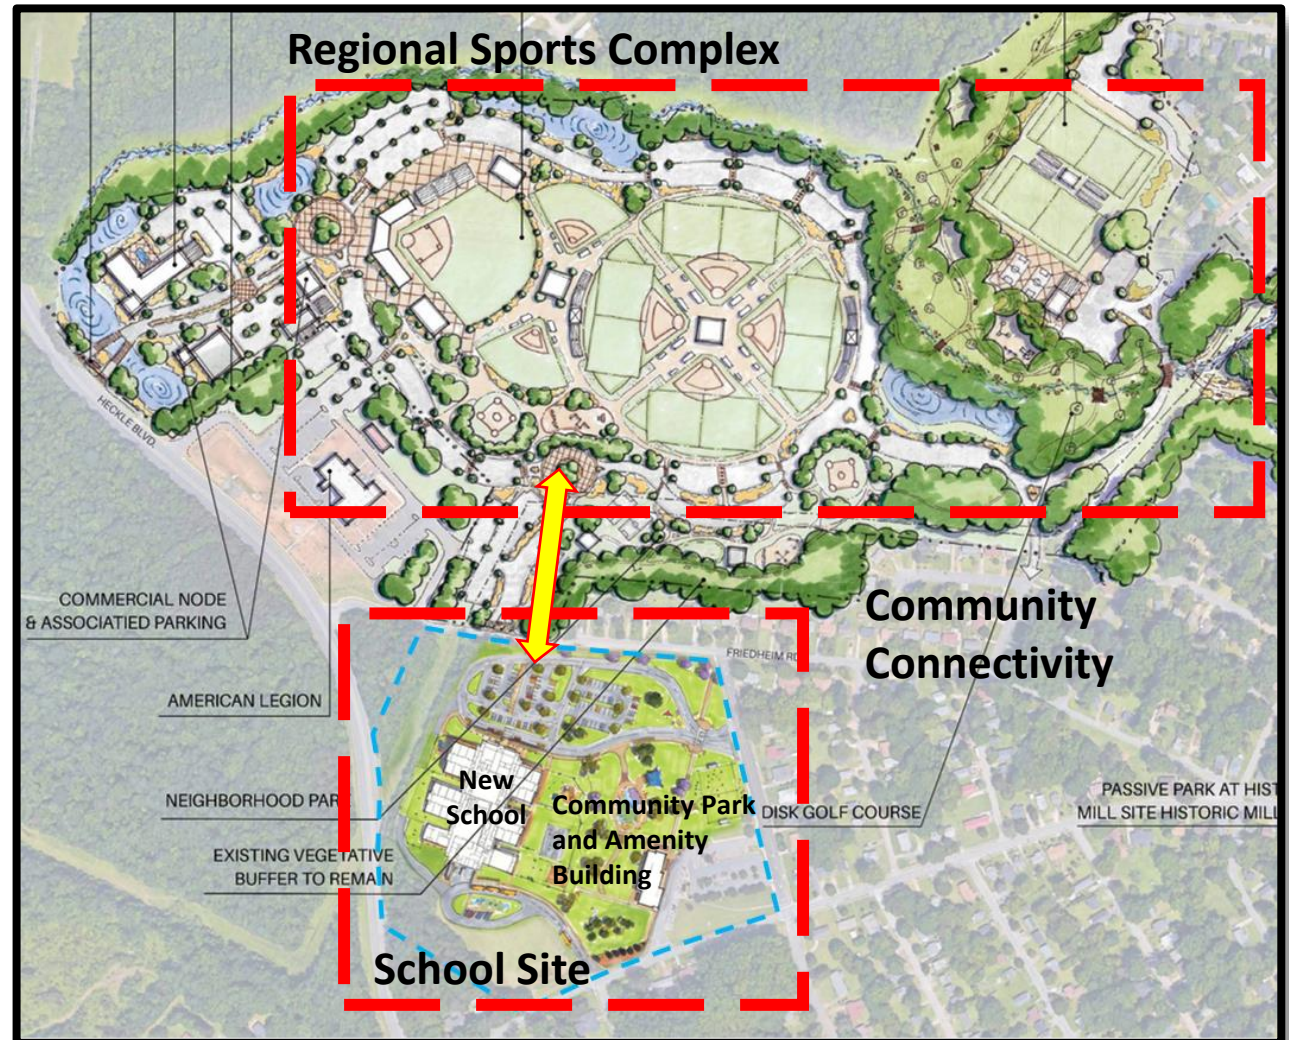 Regional Sports Complex
HECKLE BLVD.
COMMERCIAL NODE
& ASSOCIATIED PARKING
AMERICAN LEGION
Community
Connectivity
FRIEDHEIM RD
NEIGHBORHOOD PAR
New
School
Community Park
and Amenity
Building
DISK GOLF COURSE
PASSIVE PARK AT HIST
MILL SITE HISTORIC MILL
EXISTING VEGETATIVE
BUFFER TO REMAIN
School Site